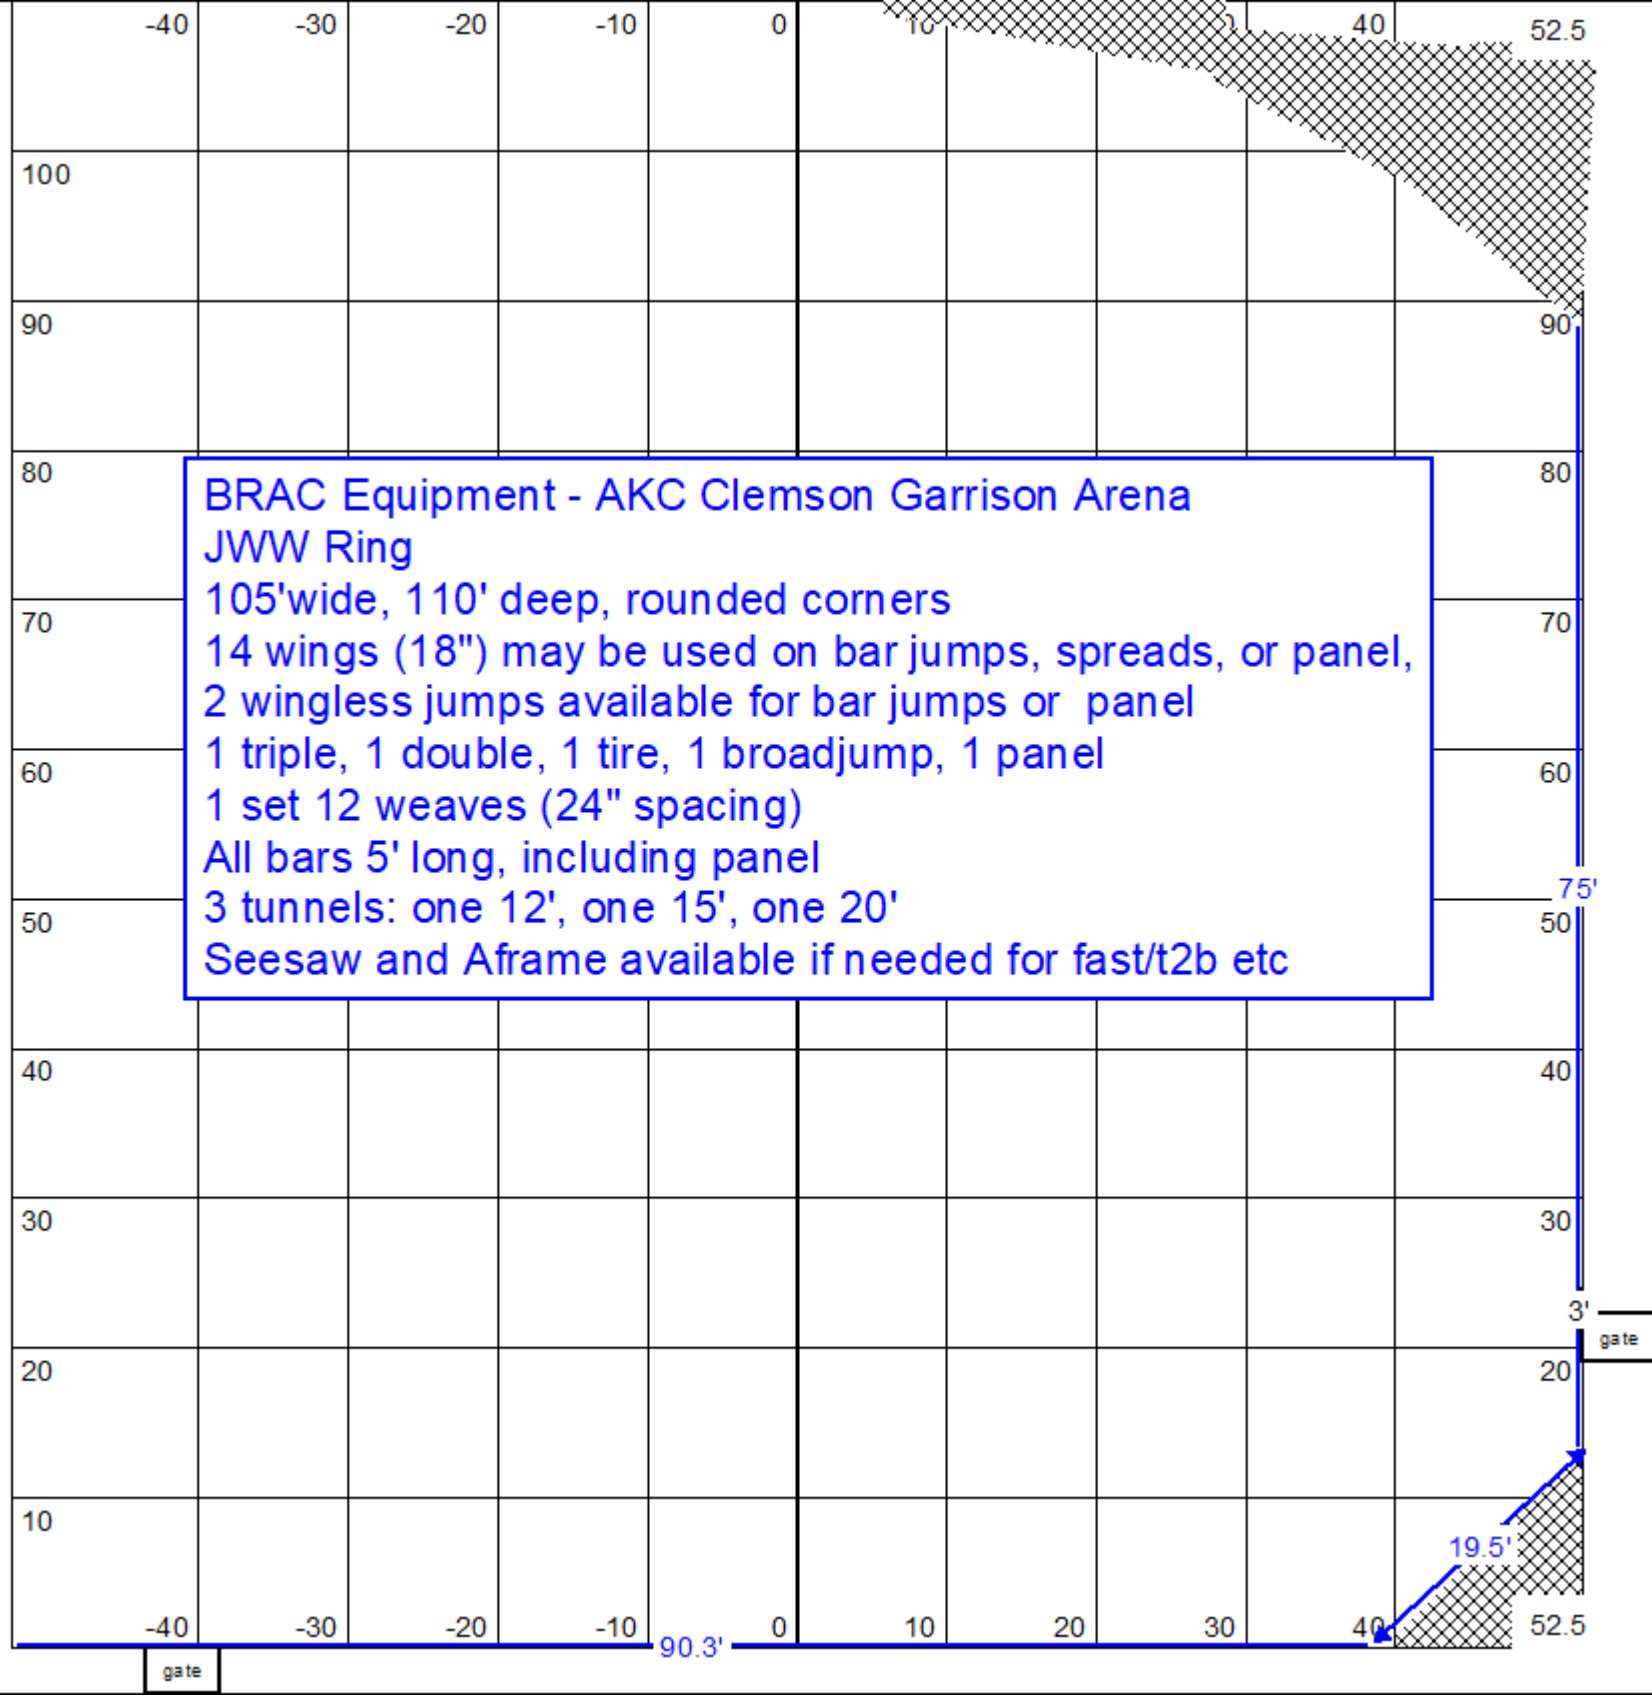 -40 -30 -20 -10 0 10 40 52.5
100
90 90
80 80
BRAC Equipment - AKC Clemson Garrison Arena
JWW Ring
105'wide, 110' deep, rounded corners
14 wings (18") may be used on bar jumps, spreads, or panel,
2 wingless jumps available for bar jumps or  panel
1 triple, 1 double, 1 tire, 1 broadjump, 1 panel
1 set 12 weaves (24" spacing)
All bars 5' long, including panel
3 tunnels: one 12', one 15', one 20'
Seesaw and Aframe available if needed for fast/t2b etc
70 70
60 60
75'
50 50
40 40
30 30
3'
gate
20 20
10
19.5'
-40 -30 -20 -10 0 10 20 30 40 52.5
90.3'
gate